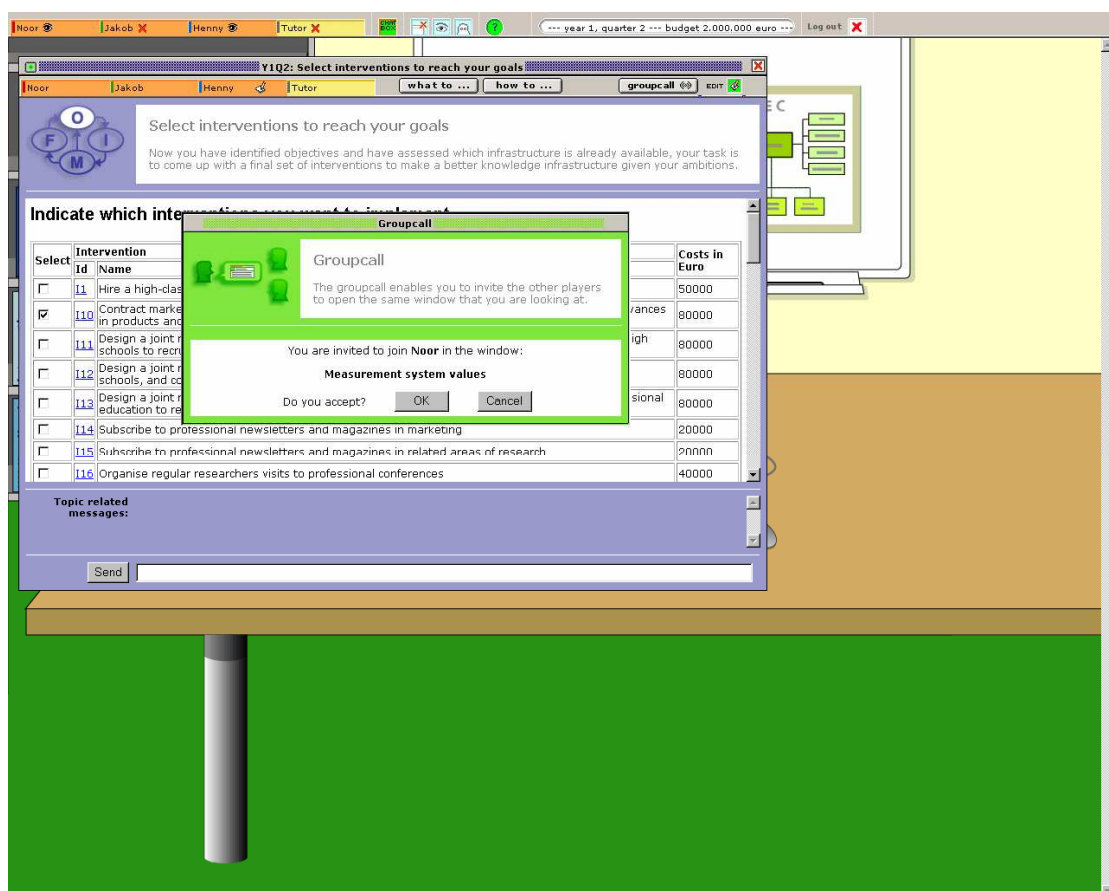 Noor Jakob Henny Tutor CHAT BOX ? --- year 1, quarter 2 --- budget 2.000.000 euro --- Log out
Y1Q2: Select interventions to reach your goals
Noor Jakob Henny Tutor what to ... how to ... groupcall EDIT
O F I M
Select interventions to reach your goals
Now you have identified objectives and have assessed which infrastructure is already available, your task is
to come up with a final set of interventions to make a better knowledge infrastructure given your ambitions.
E C
Indicate which
Groupcall
Select Intervention Costs in
Id Name Euro
Groupcall
The groupcall enables you to invite the other players
to open the same window that you are looking at.
I1 Hire a high-clas 50000
I10 Contract marke vances 80000
in products and
I11 Design a joint igh 80000
schools to recru
You are invited to join Noor in the window:
I12 Design a joint 80000
schools, and co
Measurement system values
I13 Design a joint sional 80000
education to re
Do you accept? OK Cancel
I14 Subscribe to professional newsletters and magazines in marketing 20000
I15 Subscribe to professional newsletters and magazines in related areas of research 20000
I16 Organise regular researchers visits to professional conferences 40000
Topic related
messages:
Send